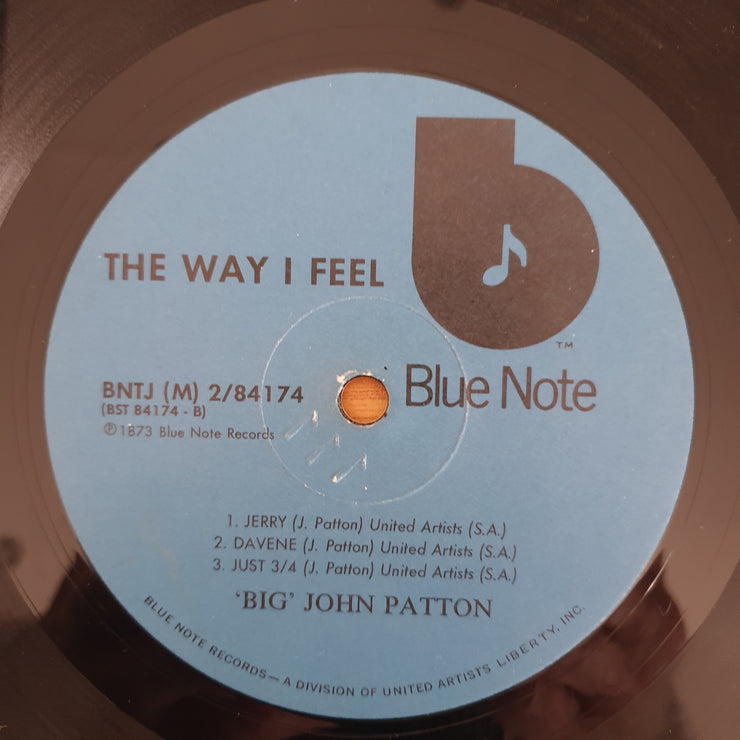 THE WAY I FEEL
TM
Blue Note
BNTJ (M) 2/84174
(BST 84174 - B)
℗1873 Blue Note Records
1. JERRY (J. Patton) United Artists (S.A.)
2. DAVENE (J. Patton) United Artists (S.A.)
3. JUST 3/4 (J. Patton) United Artists (S.A.)
‘BIG’ JOHN PATTON
BLUE NOTE RECORDS—A DIVISION OF UNITED ARTISTS LIBERTY, INC.